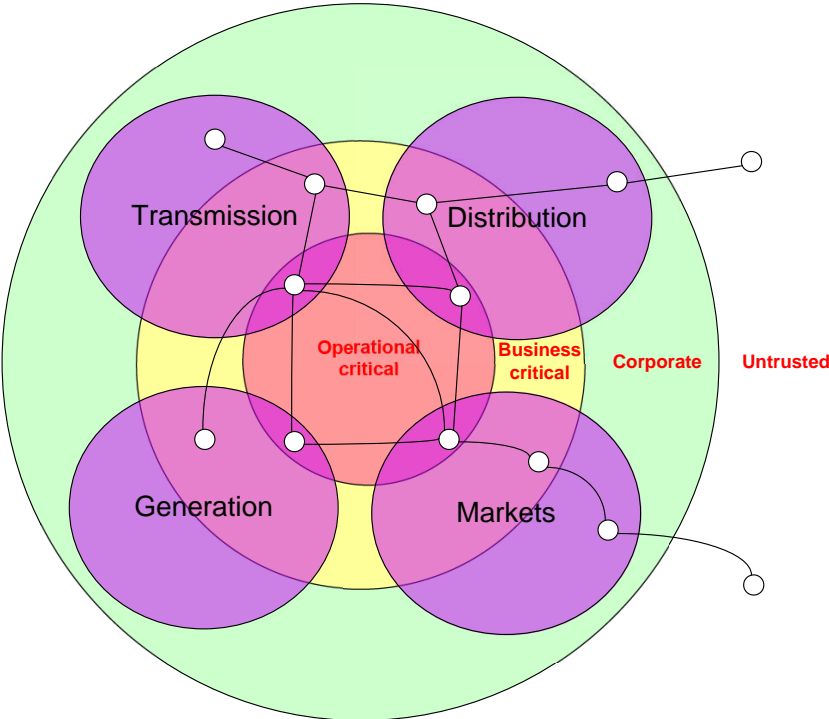 Transmission
Distribution
Operational
critical
Business
critical
Corporate
Untrusted
Generation
Markets